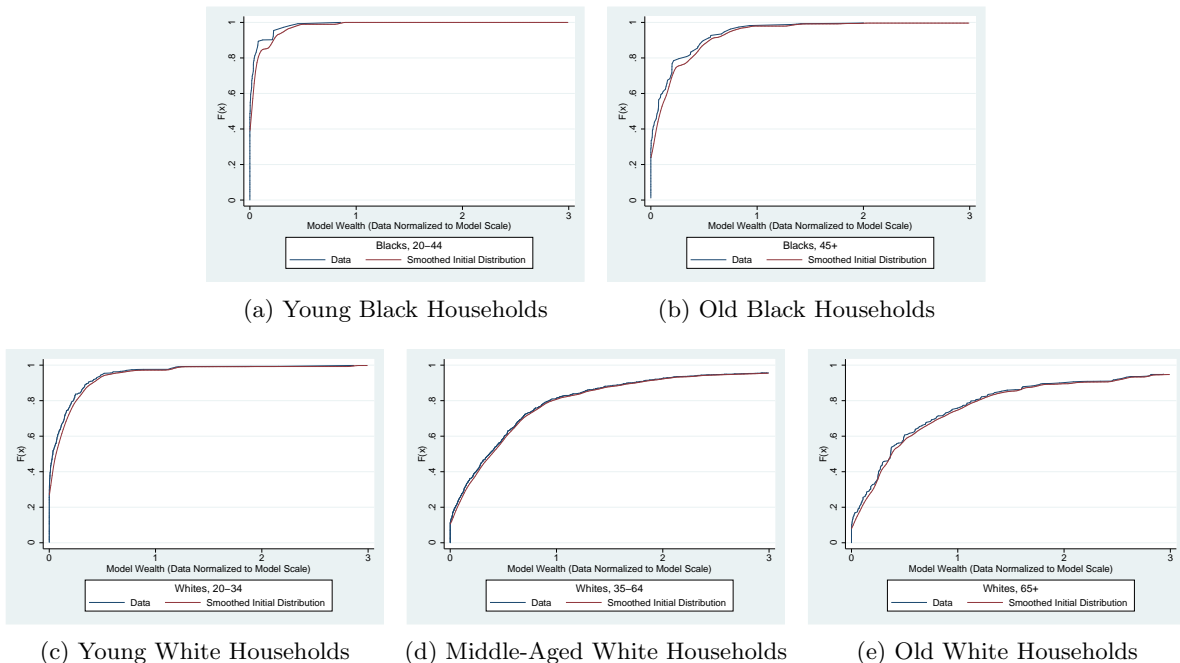 F(x)
0 .2 .4 .6 .8 1
0 1 2 3
Model Wealth (Data Normalized to Model Scale)
Blacks, 20–44
Data Smoothed Initial Distribution
(a) Young Black Households
F(x)
0 .2 .4 .6 .8 1
0 1 2 3
Model Wealth (Data Normalized to Model Scale)
Blacks, 45+
Data Smoothed Initial Distribution
(b) Old Black Households
F(x)
0 .2 .4 .6 .8 1
0 1 2 3
Model Wealth (Data Normalized to Model Scale)
Whites, 20–34
Data Smoothed Initial Distribution
(c) Young White Households
F(x)
0 .2 .4 .6 .8 1
0 1 2 3
Model Wealth (Data Normalized to Model Scale)
Whites, 35–64
Data Smoothed Initial Distribution
(d) Middle-Aged White Households
F(x)
0 .2 .4 .6 .8 1
0 1 2 3
Model Wealth (Data Normalized to Model Scale)
Whites, 65+
Data Smoothed Initial Distribution
(e) Old White Households